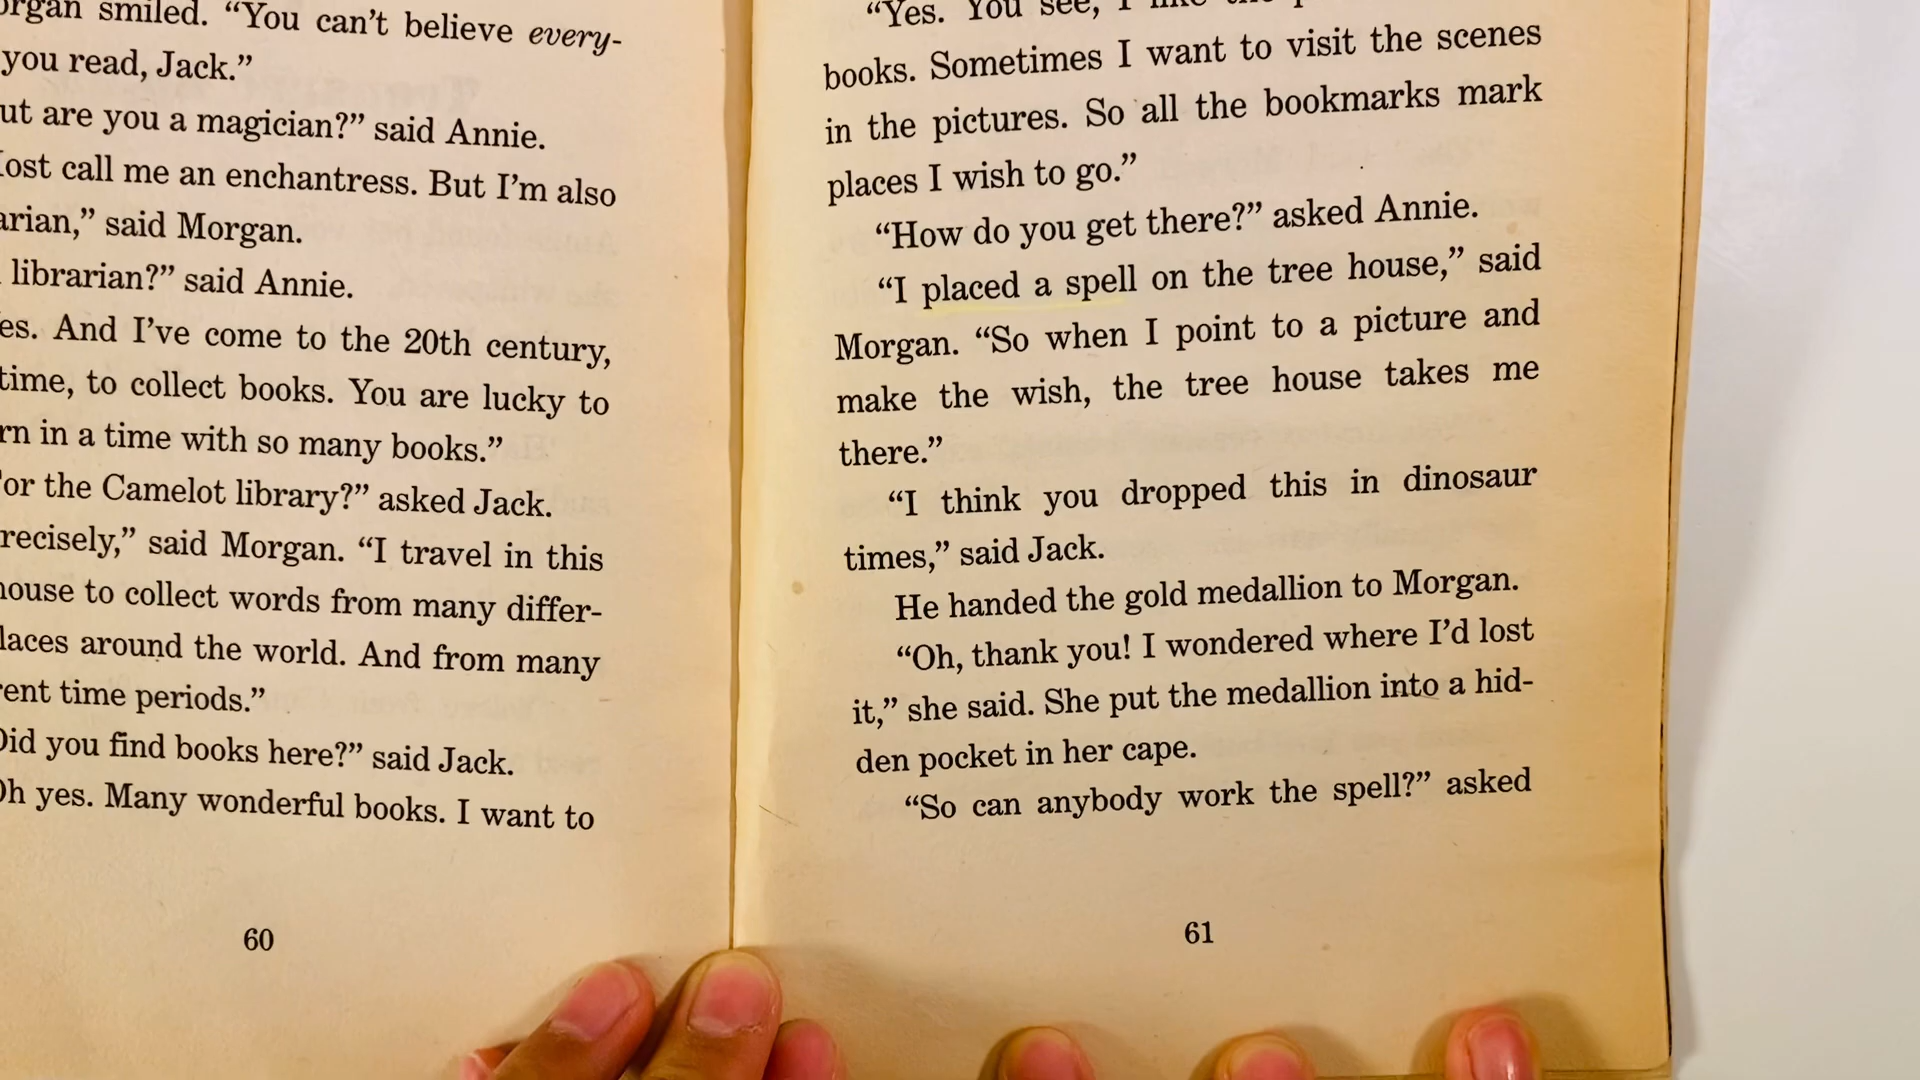 organ smiled. “You can’t believe every-
you read, Jack.”
ut are you a magician?” said Annie.
ost call me an enchantress. But I’m also
arian,” said Morgan.
librarian?” said Annie.
es. And I’ve come to the 20th century,
time, to collect books. You are lucky to
rn in a time with so many books.”
or the Camelot library?” asked Jack.
recisely,” said Morgan. “I travel in this
house to collect words from many differ-
laces around the world. And from many
rent time periods.”
Did you find books here?” said Jack.
Oh yes. Many wonderful books. I want to
60
“Yes. You see, I like the
books. Sometimes I want to visit the scenes
in the pictures. So all the bookmarks mark
places I wish to go.”
“How do you get there?” asked Annie.
“I placed a spell on the tree house,” said
Morgan. “So when I point to a picture and
make the wish, the tree house takes me
there.”
“I think you dropped this in dinosaur
times,” said Jack.
He handed the gold medallion to Morgan.
“Oh, thank you! I wondered where I’d lost
it,” she said. She put the medallion into a hid-
den pocket in her cape.
“So can anybody work the spell?” asked
61